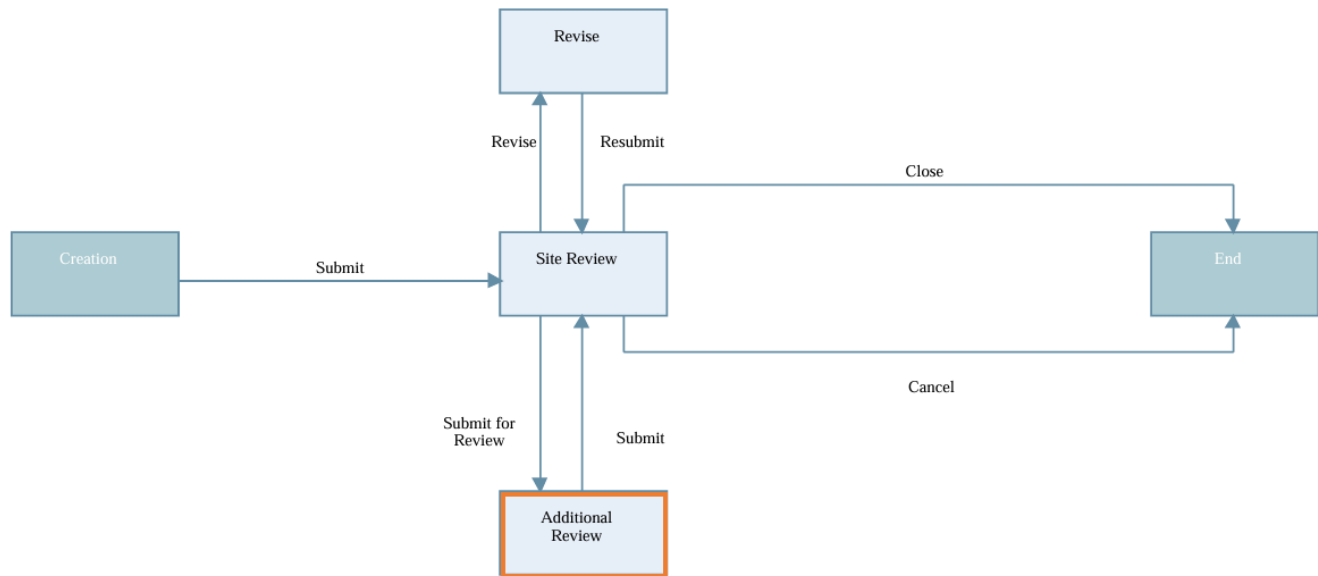 Revise
Revise
Resubmit
Close
Creation
Submit
Site Review
End
Cancel
Submit for
Review
Submit
Additional
Review